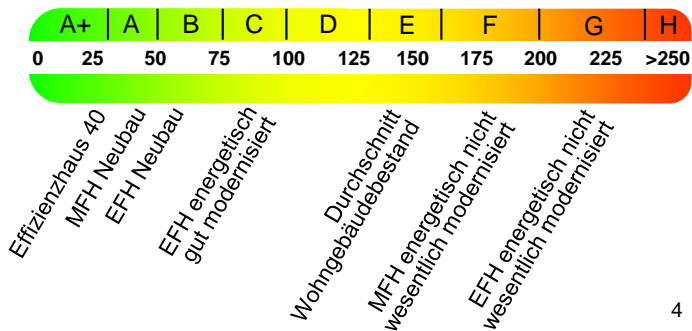 A+ A B C D E F G H
0 25 50 75 100 125 150 175 200 225 >250
Effizienzhaus 40
MFH Neubau
EFH Neubau
EFH energetisch
gut modernisiert
Durchschnitt
Wohngebäudebestand
MFH energetisch nicht
wesentlich modernisiert
EFH energetisch nicht
wesentlich modernisiert
4